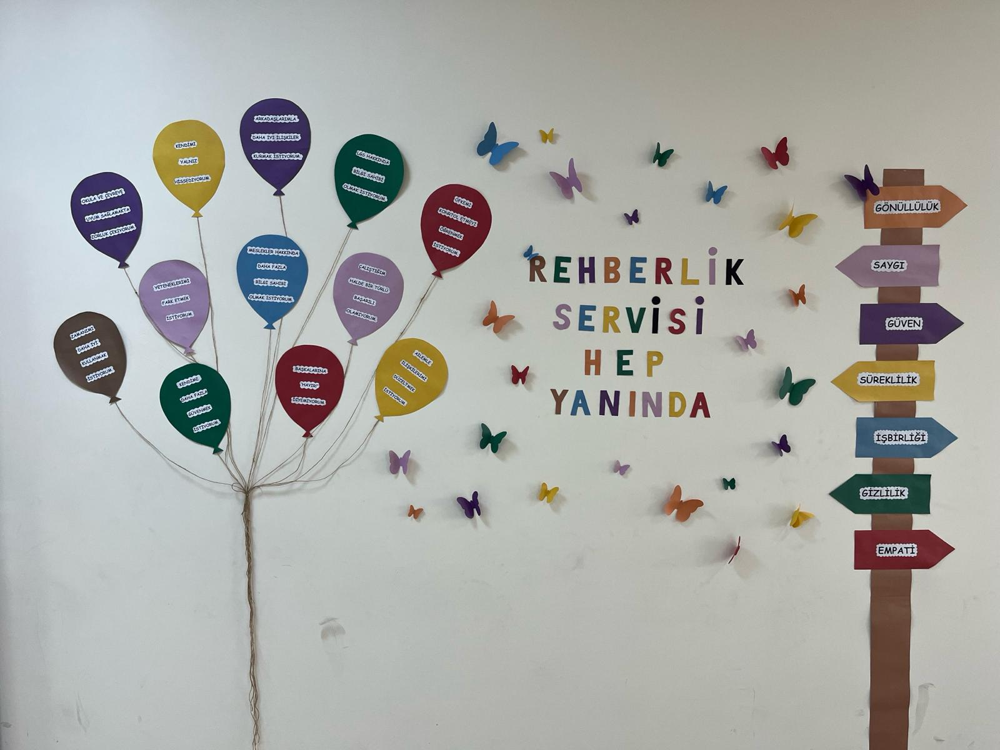 ARKADAŞLARIMLA
DAHA İYİ İLİŞKİLER
KURMAK İSTİYORUM.
KENDİMİ
YALNIZ
HİSSEDİYORUM
LGS HAKKINDA
BİLGİ SAHİBİ
OLMAK İSTİYORUM.
OKULA VE ÇEVREYE
UYUM SAĞLAMAKTA
ZORLUK ÇEKİYORUM
ÖFKEMİ
KONRTOL ETMEYİ
ÖĞRENMEK
İSTİYORUM.
MESLEKLER HAKKINDA
DAHA FAZLA
BİLGİ SAHİBİ
OLMAK İSTİYORUM.
YETENEKLERİMİ
FARK ETMEK
İSTİYORUM.
ÇALIŞTIĞIM
HALDE BİR TÜRLÜ
BAŞARILI
OLAMIYORUM.
ZAMANIMI
DAHA İYİ
KULLANMAK
İSTİYORUM
KENDİME
DAHA FAZLA
GÜVENMEK
İSTİYORUM.
BAŞKALARINA
"HAYIR!"
DİYEMİYORUM
AİLEMLE
İLİŞKİLERİMİ
DÜZELTMEK
İSTİYORUM.
REHBERLİK
SERVİSİ
HEP
YANINDA
GÖNÜLLÜLÜK
SAYGI
GÜVEN
SÜREKLİLİK
İŞBİRLİĞİ
GİZLİLİK
EMPATİ